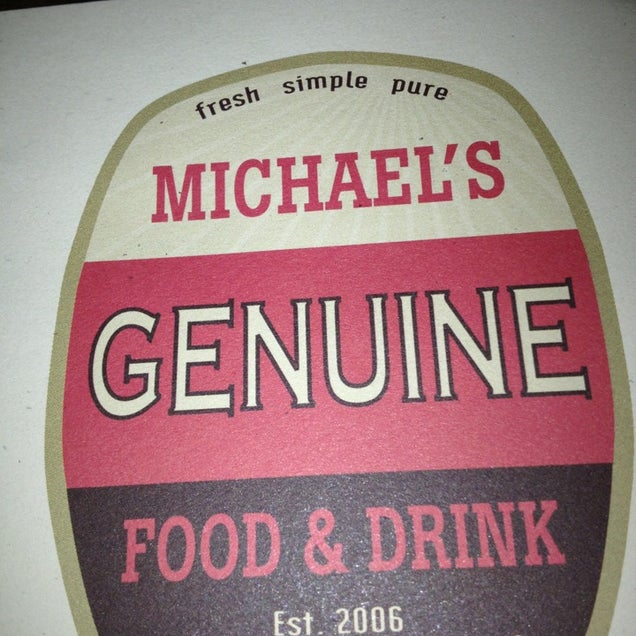 fresh simple pure
MICHAEL'S
GENUINE
FOOD & DRINK
Est. 2006